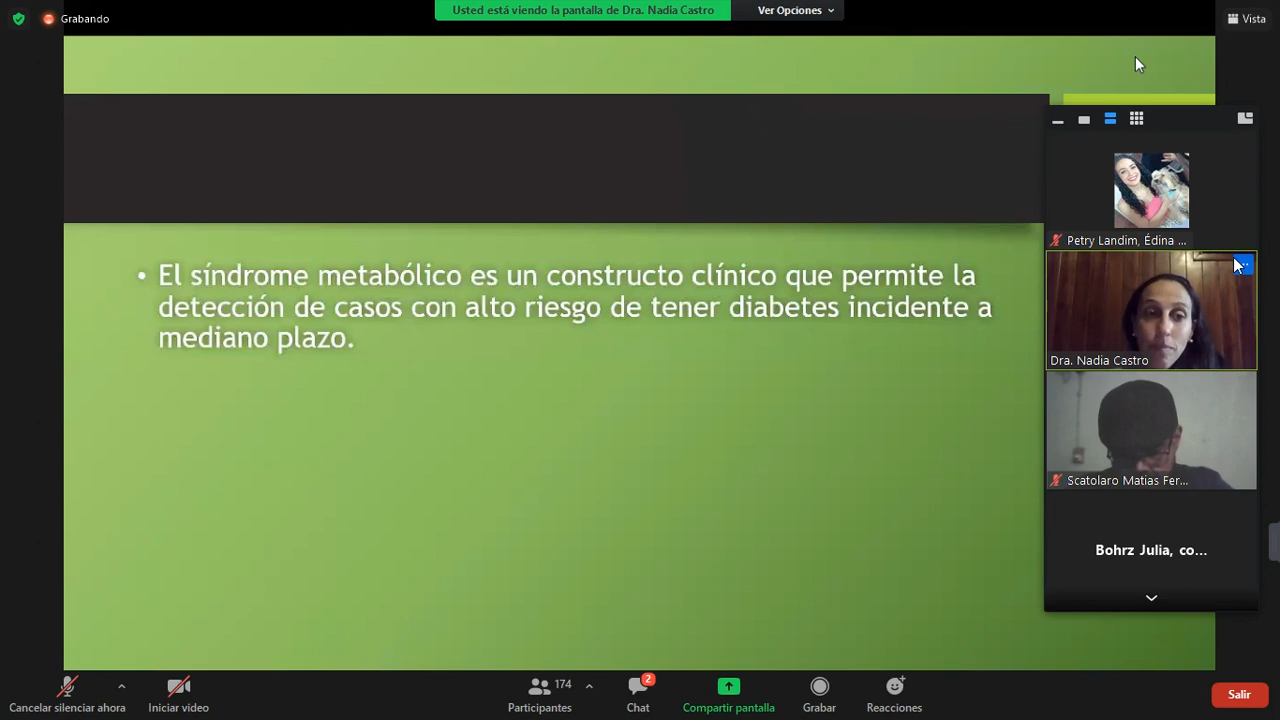 Grabando
Usted está viendo la pantalla de Dra. Nadia Castro
Ver Opciones
Vista
• El síndrome metabólico es un constructo clínico que permite la
detección de casos con alto riesgo de tener diabetes incidente a
mediano plazo.
Petry Landim, Édina ...
Dra. Nadia Castro
Scatolaro Matias Fer...
Bohrz Julia, co...
Cancelar silenciar ahora
Iniciar video
174
Participantes
2
Chat
Compartir pantalla
Grabar
Reacciones
Salir